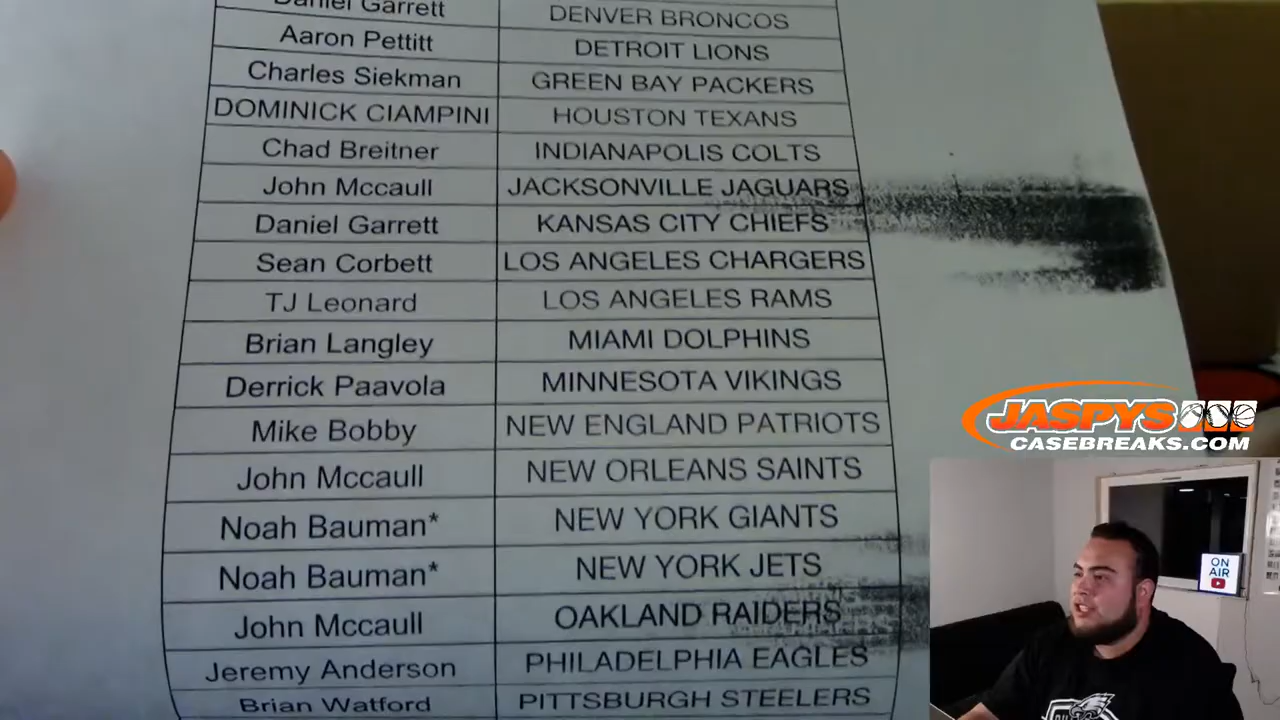 Daniel Garrett DENVER BRONCOS
Aaron Pettitt DETROIT LIONS
Charles Siekman GREEN BAY PACKERS
DOMINICK CIAMPINI HOUSTON TEXANS
Chad Breitner INDIANAPOLIS COLTS
John Mccaull JACKSONVILLE JAGUARS
Daniel Garrett KANSAS CITY CHIEFS
Sean Corbett LOS ANGELES CHARGERS
TJ Leonard LOS ANGELES RAMS
Brian Langley MIAMI DOLPHINS
Derrick Paavola MINNESOTA VIKINGS
Mike Bobby NEW ENGLAND PATRIOTS
John Mccaull NEW ORLEANS SAINTS
Noah Bauman* NEW YORK GIANTS
Noah Bauman* NEW YORK JETS
John Mccaull OAKLAND RAIDERS
Jeremy Anderson PHILADELPHIA EAGLES
Brian Watford PITTSBURGH STEELERS
JASPYS
CASEBREAKS.COM
ON
AIR